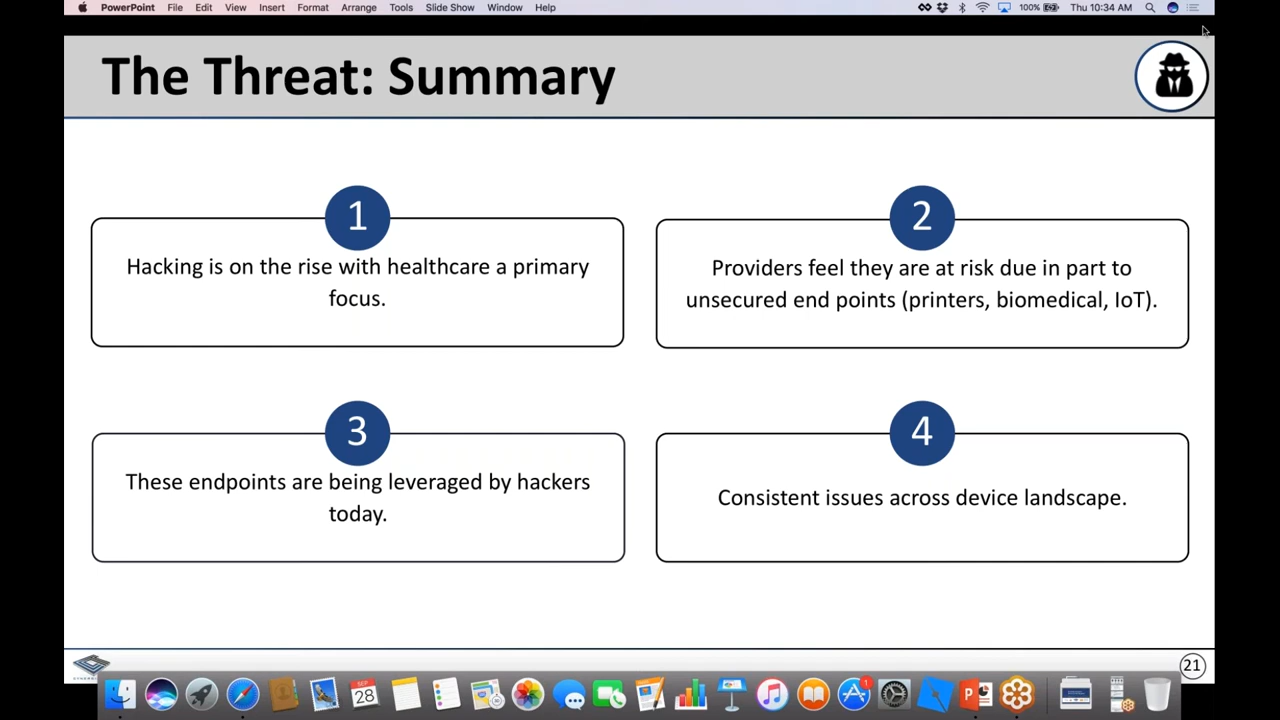 PowerPoint File Edit View Insert Format Arrange Tools Slide Show Window Help 100% Thu 10:34 AM
The Threat: Summary
1
Hacking is on the rise with healthcare a primary
focus.
2
Providers feel they are at risk due in part to
unsecured end points (printers, biomedical, IoT).
3
These endpoints are being leveraged by hackers
today.
4
Consistent issues across device landscape.
21
SEP
28
1